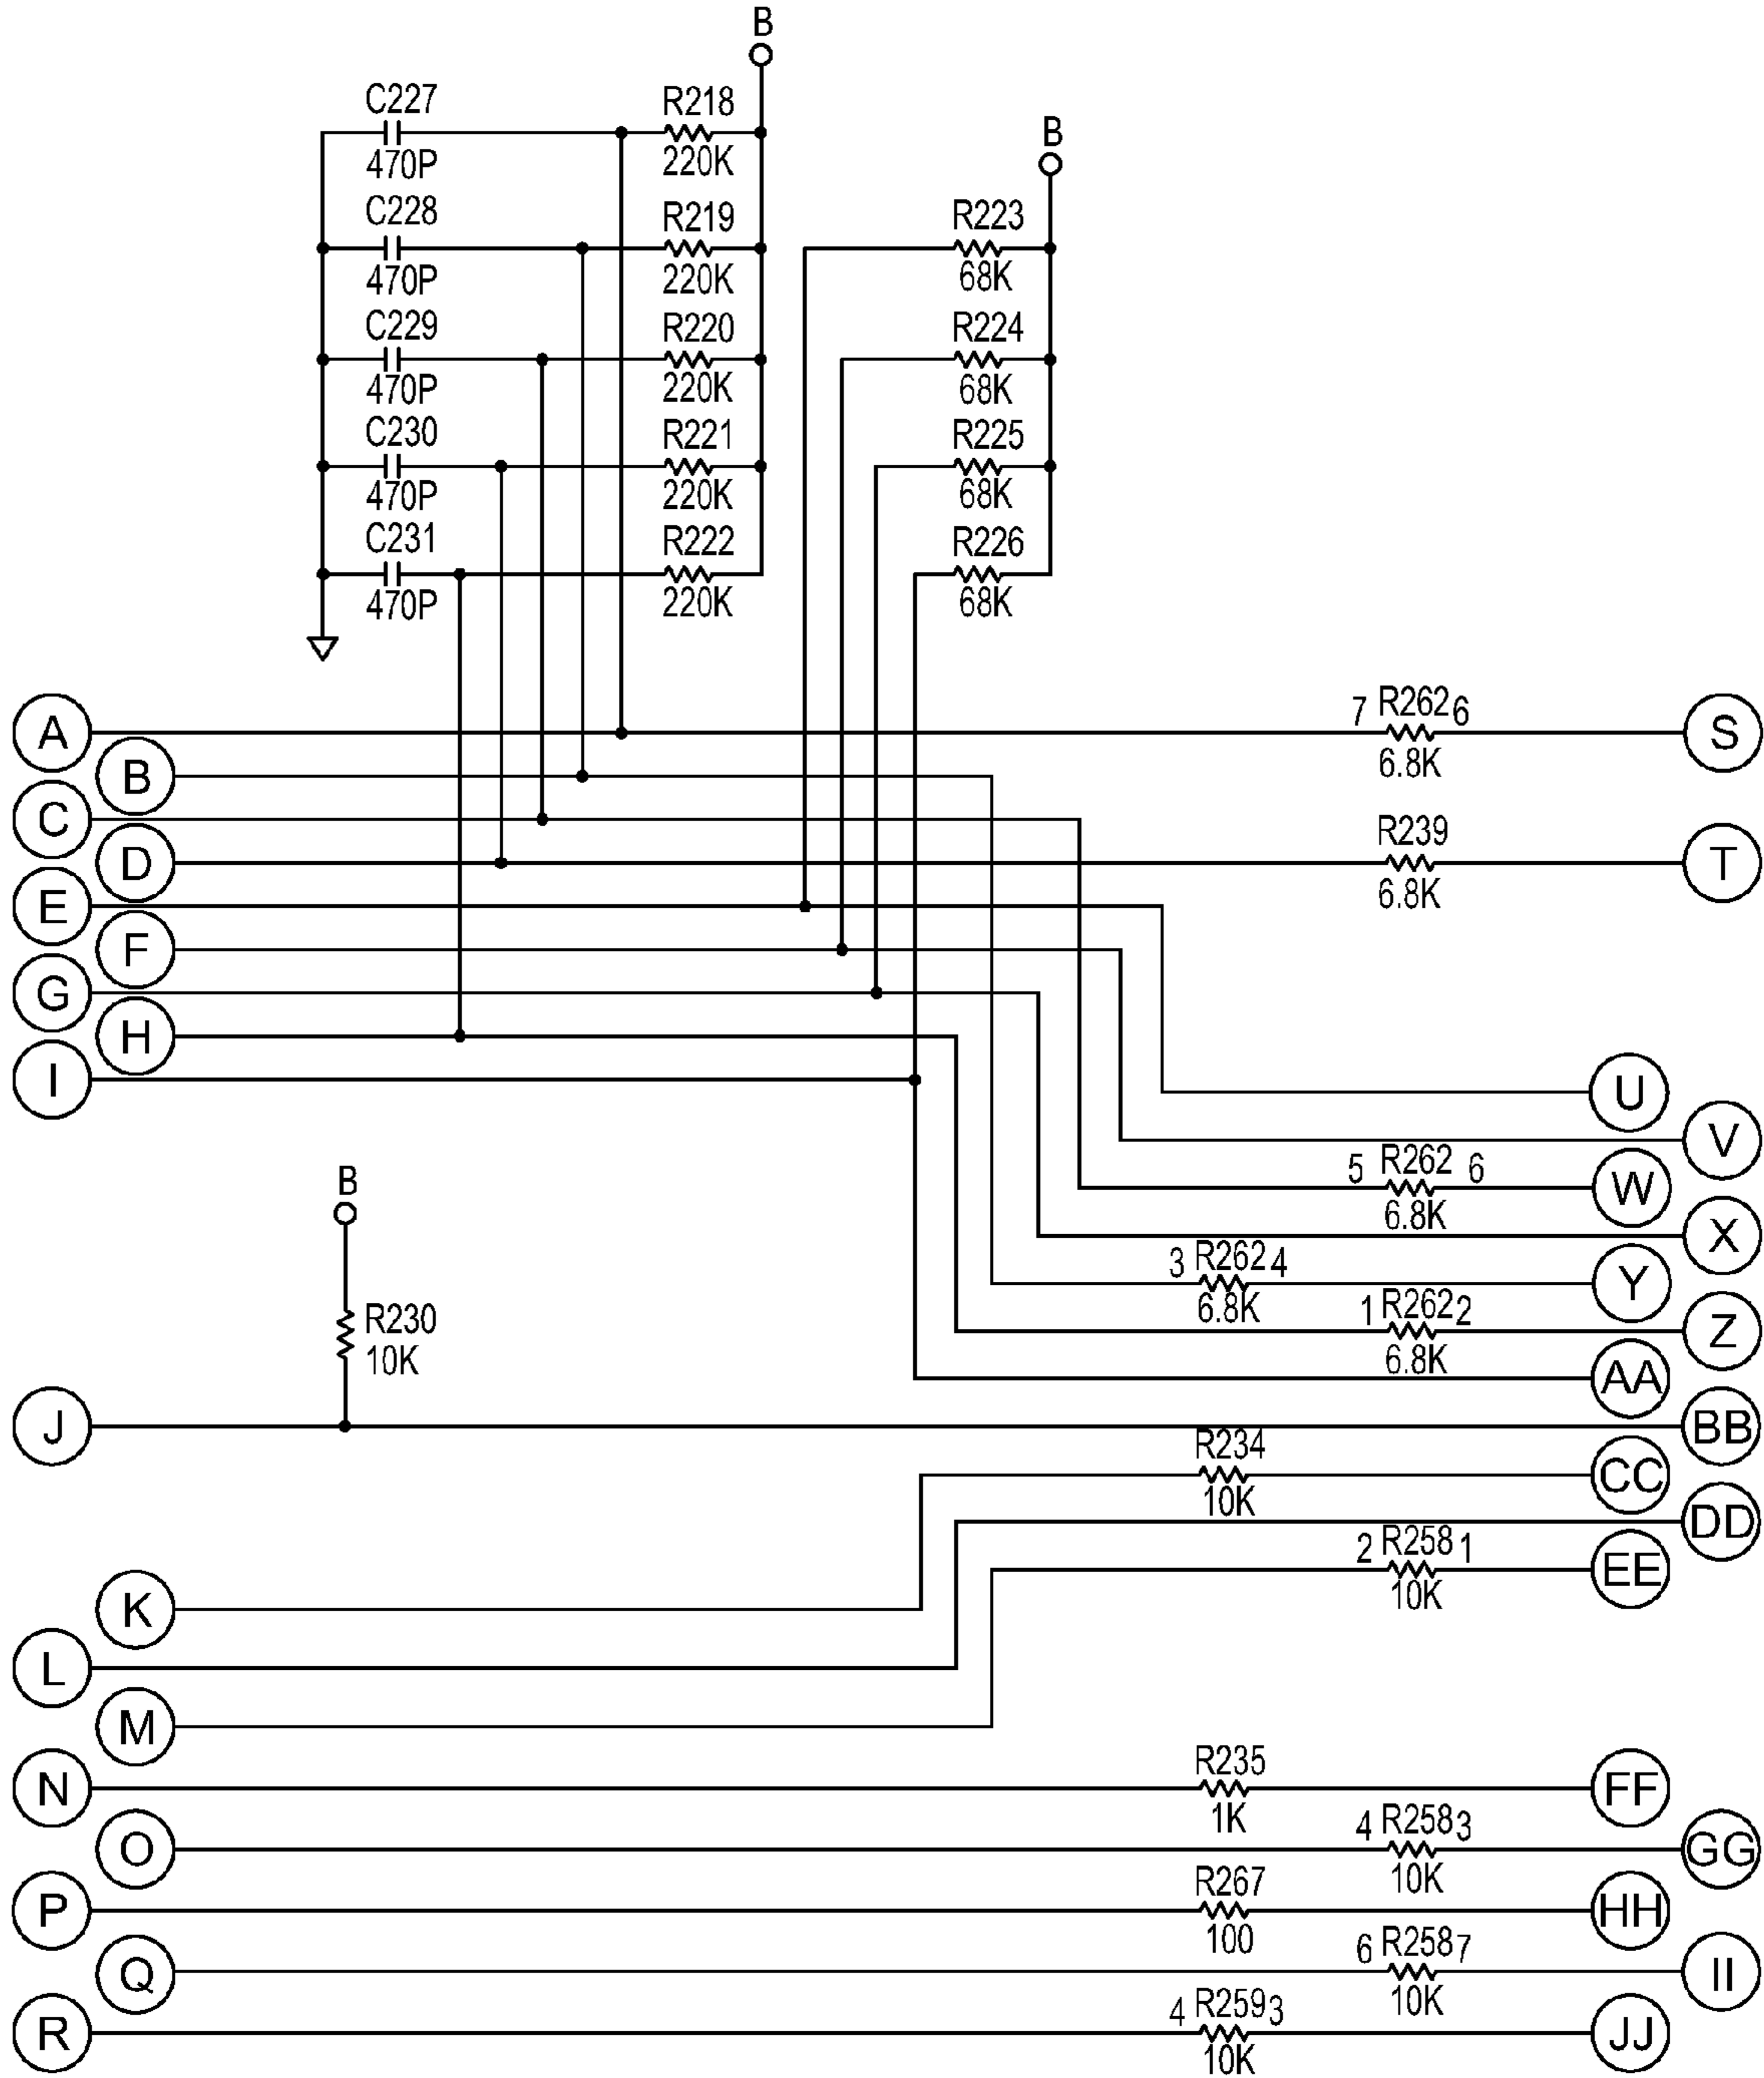 B
C227
R218
470P
220K
B
C228
R219
R223
470P
220K
68K
C229
R220
R224
470P
220K
68K
C230
R221
R225
470P
220K
68K
C231
R222
R226
470P
220K
68K
A
7 R262 6
S
6.8K
B
C
R239
D
T
6.8K
E
F
G
H
I
U
V
5 R262 6
W
6.8K
B
X
3 R262 4
Y
6.8K
R230
1 R262 2
Z
10K
6.8K
AA
J
BB
R234
CC
10K
DD
2 R258 1
EE
10K
K
L
M
R235
N
FF
1K
4 R258 3
O
GG
10K
R267
P
HH
100
6 R258 7
Q
II
10K
4 R259 3
R
JJ
10K